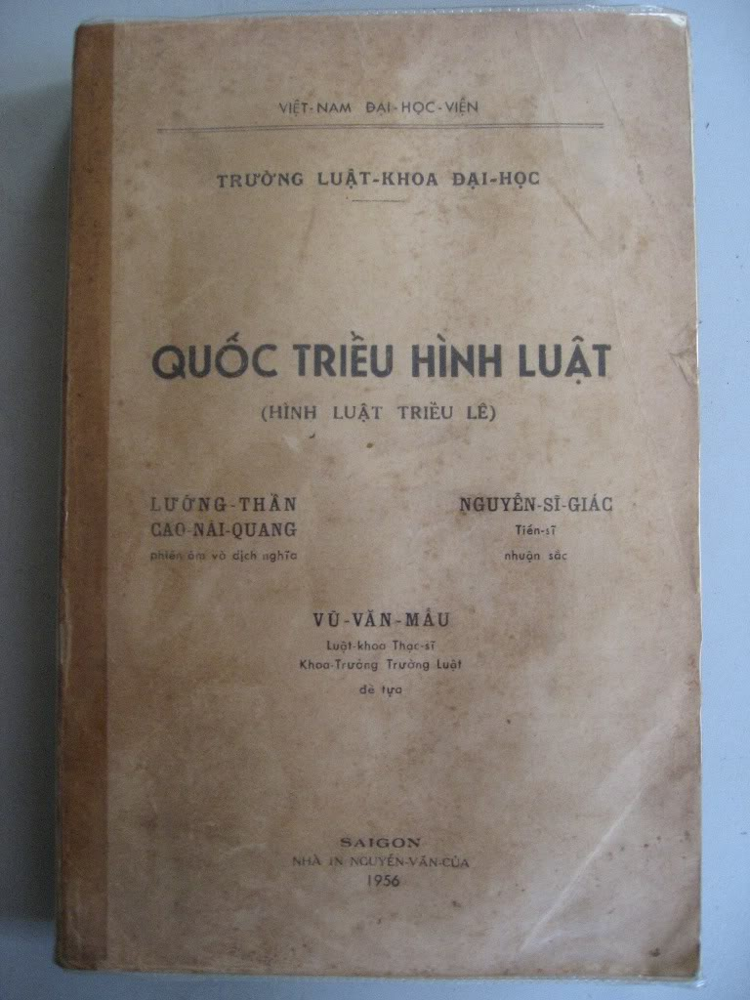 VIỆT-NAM ĐẠI-HỌC-VIỆN
TRƯỜNG LUẬT-KHOA ĐẠI-HỌC
QUỐC TRIỀU HÌNH LUẬT
(HÌNH LUẬT TRIỀU LÊ)
LƯỠNG-THẦN
CAO-NÃI-QUANG
phiên âm và dịch nghĩa
NGUYỄN-SĨ-GIÁC
Tiến-sĩ
nhuận sắc
VŨ-VĂN-MẪU
Luật-khoa Thạc-sĩ
Khoa-Trưởng Trường Luật
đề tựa
SAIGON
NHÀ IN NGUYỄN-VĂN-CỦA
1956